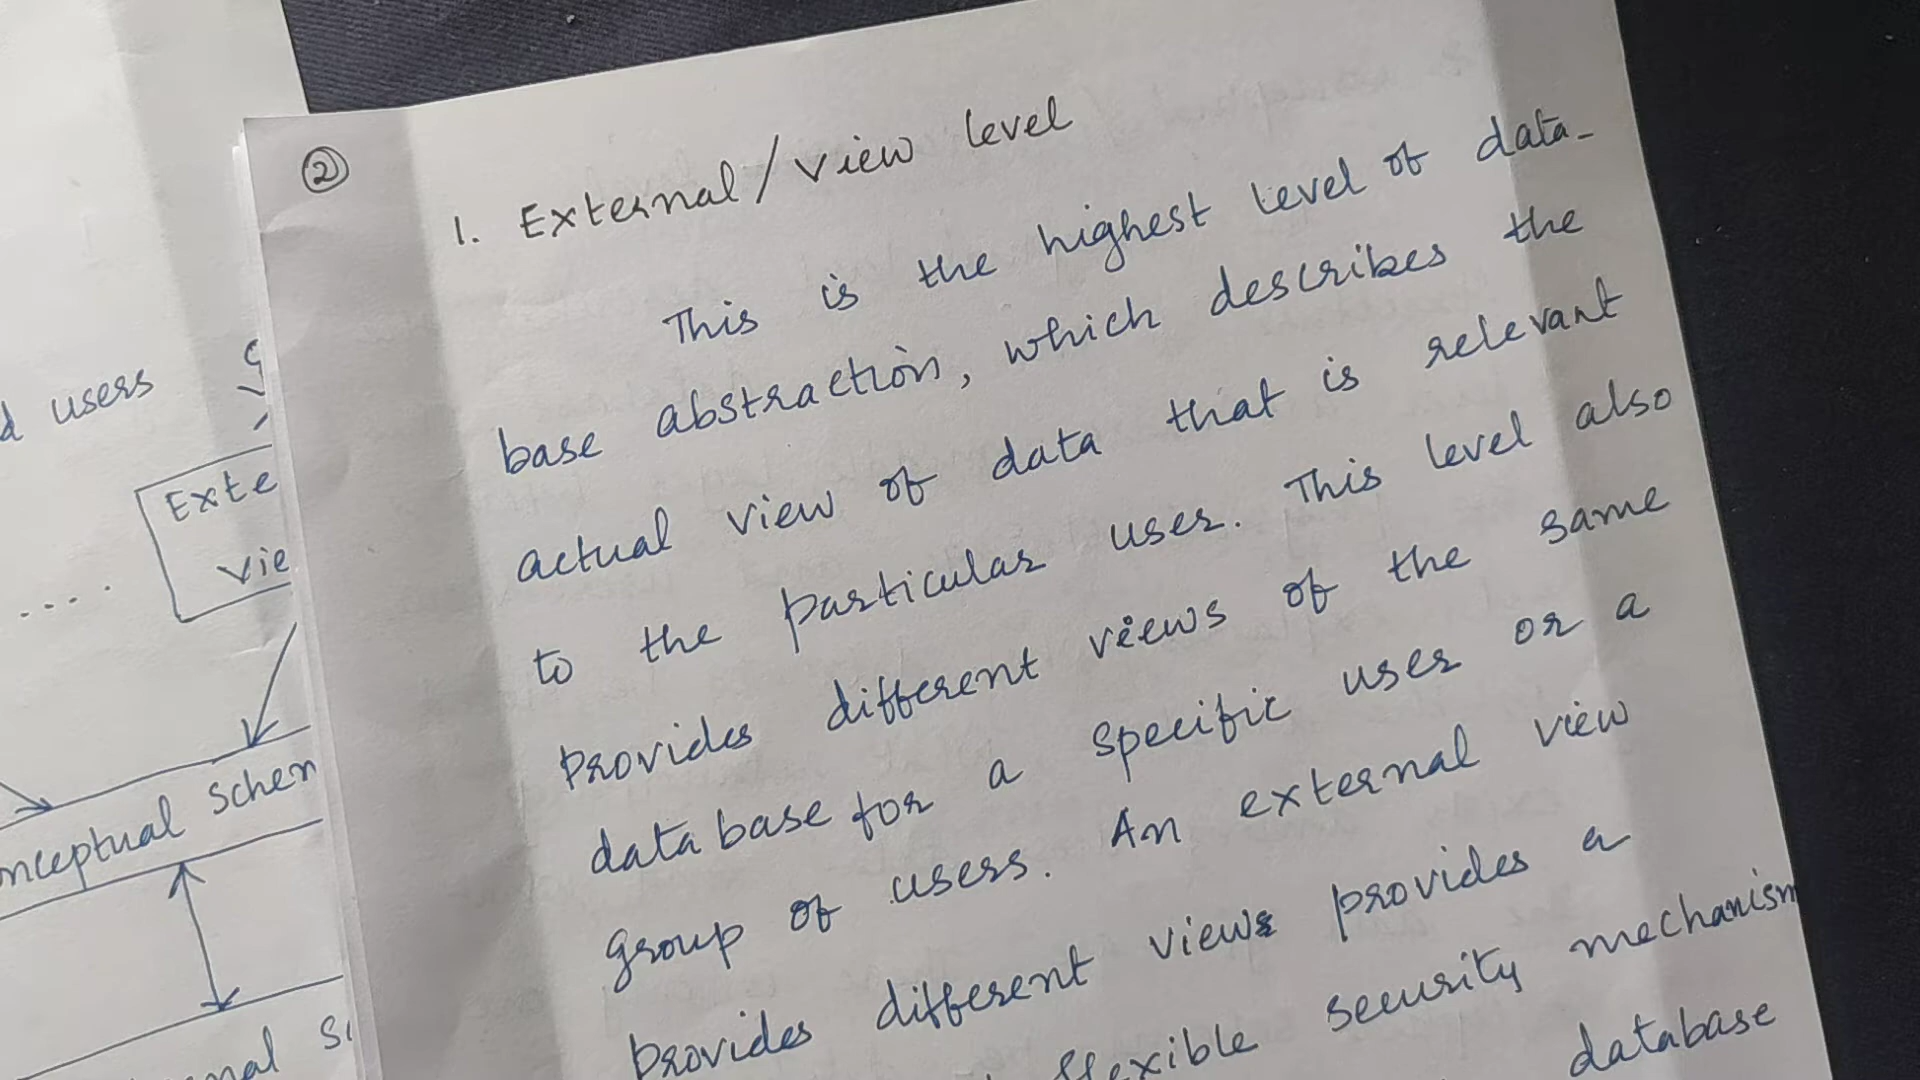 ②
1. External/View level
This is the highest level of data-
base abstraction, which describes the
actual view of data that is relevant
to the particular user. This level also
provides different views of the same
database for a specific user or a
group of users. An external view
provides different views provides a
flexible security mechanism
database
users
Exte
Vie
....
nceptual Schem
nal